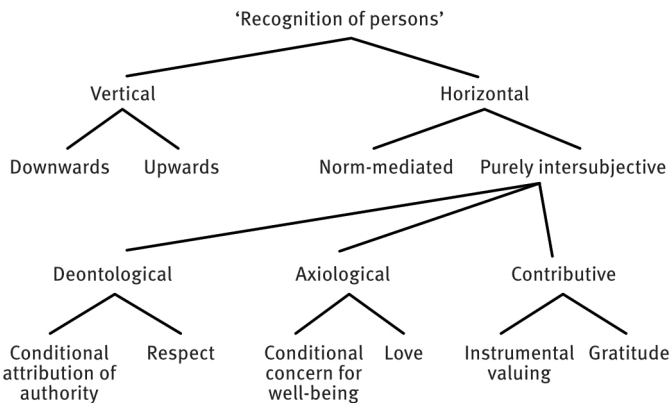 ‘Recognition of persons’
Vertical Horizontal
Downwards Upwards Norm-mediated Purely intersubjective
Deontological Axiological Contributive
Conditional attribution of authority
Respect
Conditional concern for well-being
Love
Instrumental valuing
Gratitude